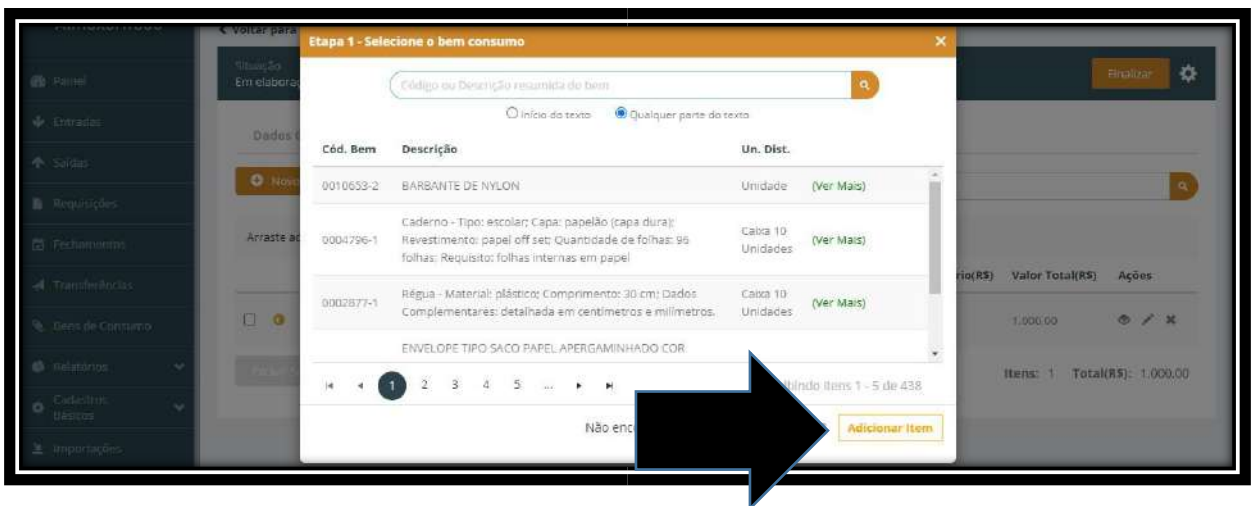 Voltar para
Etapa 1 - Selecione o bem consumo
×
Painel
Entradas
Saídas
Requisições
Fechamentos
Transferências
Bens de Consumo
Relatórios
Cadastros
Básicos
Importações
Situação
Em elaboraç
Finalizar
Dados
Novo
Arraste
Código ou Descrição resumida do bem
Início do texto Qualquer parte do texto
Cód. Bem Descrição Un. Dist.
0010653-2 BARBANTE DE NYLON Unidade (Ver Mais)
0004796-1 Caderno - Tipo: escolar; Capa: papelão (capa dura);
Revestimento: papel off set; Quantidade de folhas: 96
folhas; Requisito: folhas internas em papel
Caixa 10
Unidades
(Ver Mais)
0002877-1 Régua - Material: plástico; Comprimento: 30 cm; Dados
Complementares: detalhada em centímetros e milímetros.
Caixa 10
Unidades
(Ver Mais)
ENVELOPE TIPO SACO PAPEL APERGAMINHADO COR
1 2 3 4 5 ...
indo itens 1 - 5 de 438
Não enc
Adicionar Item
rio(R$) Valor Total(R$) Ações
1.000,00
Itens: 1 Total(R$): 1.000,00